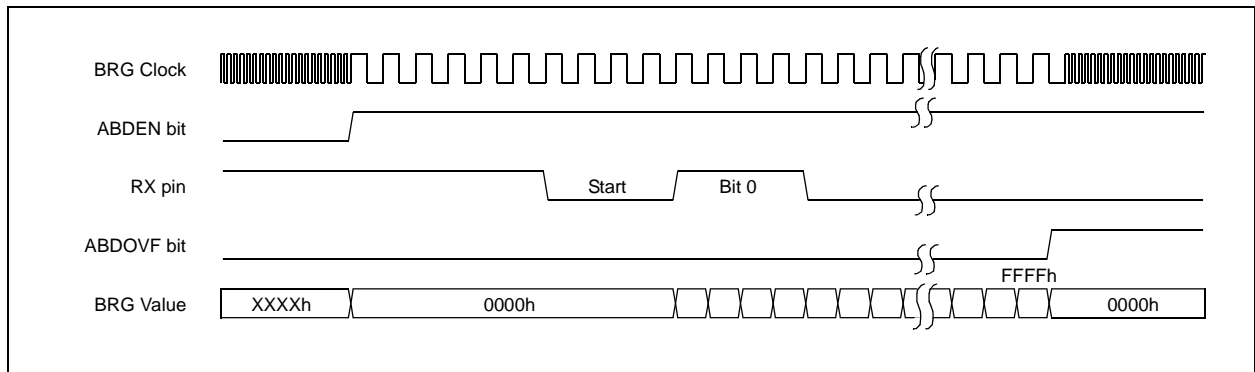 BRG Clock
ABDEN bit
RX pin
Start
Bit 0
ABDOVF bit
FFFFh
BRG Value
XXXXh
0000h
0000h